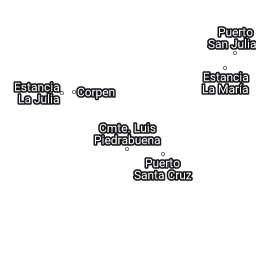 Puerto
San Julia
Estancia
La María
Estancia
La Julia
Corpen
Cmte. Luis
Piedrabuena
Puerto
Santa Cruz